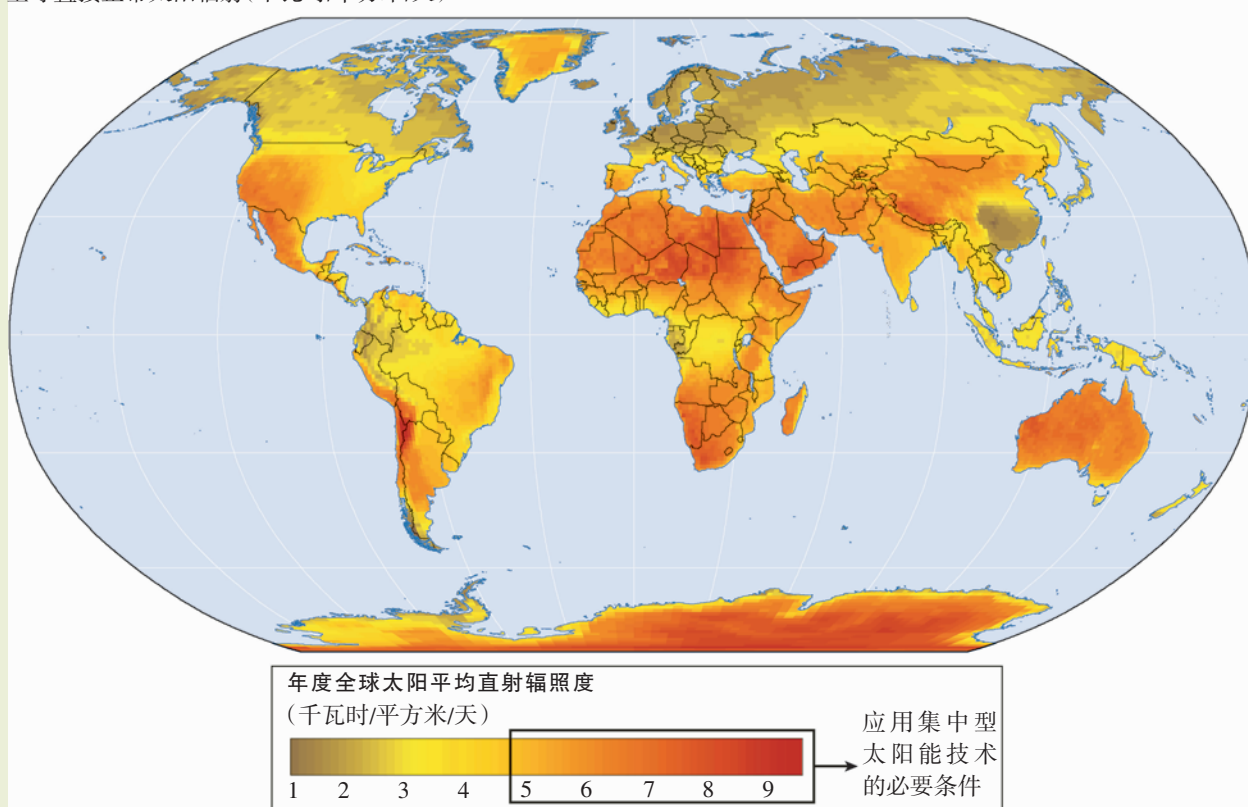 年度全球太阳平均直射辐照度
（千瓦时/平方米/天）
1 2 3 4 5 6 7 8 9
应用集中型
太阳能技术
的必要条件